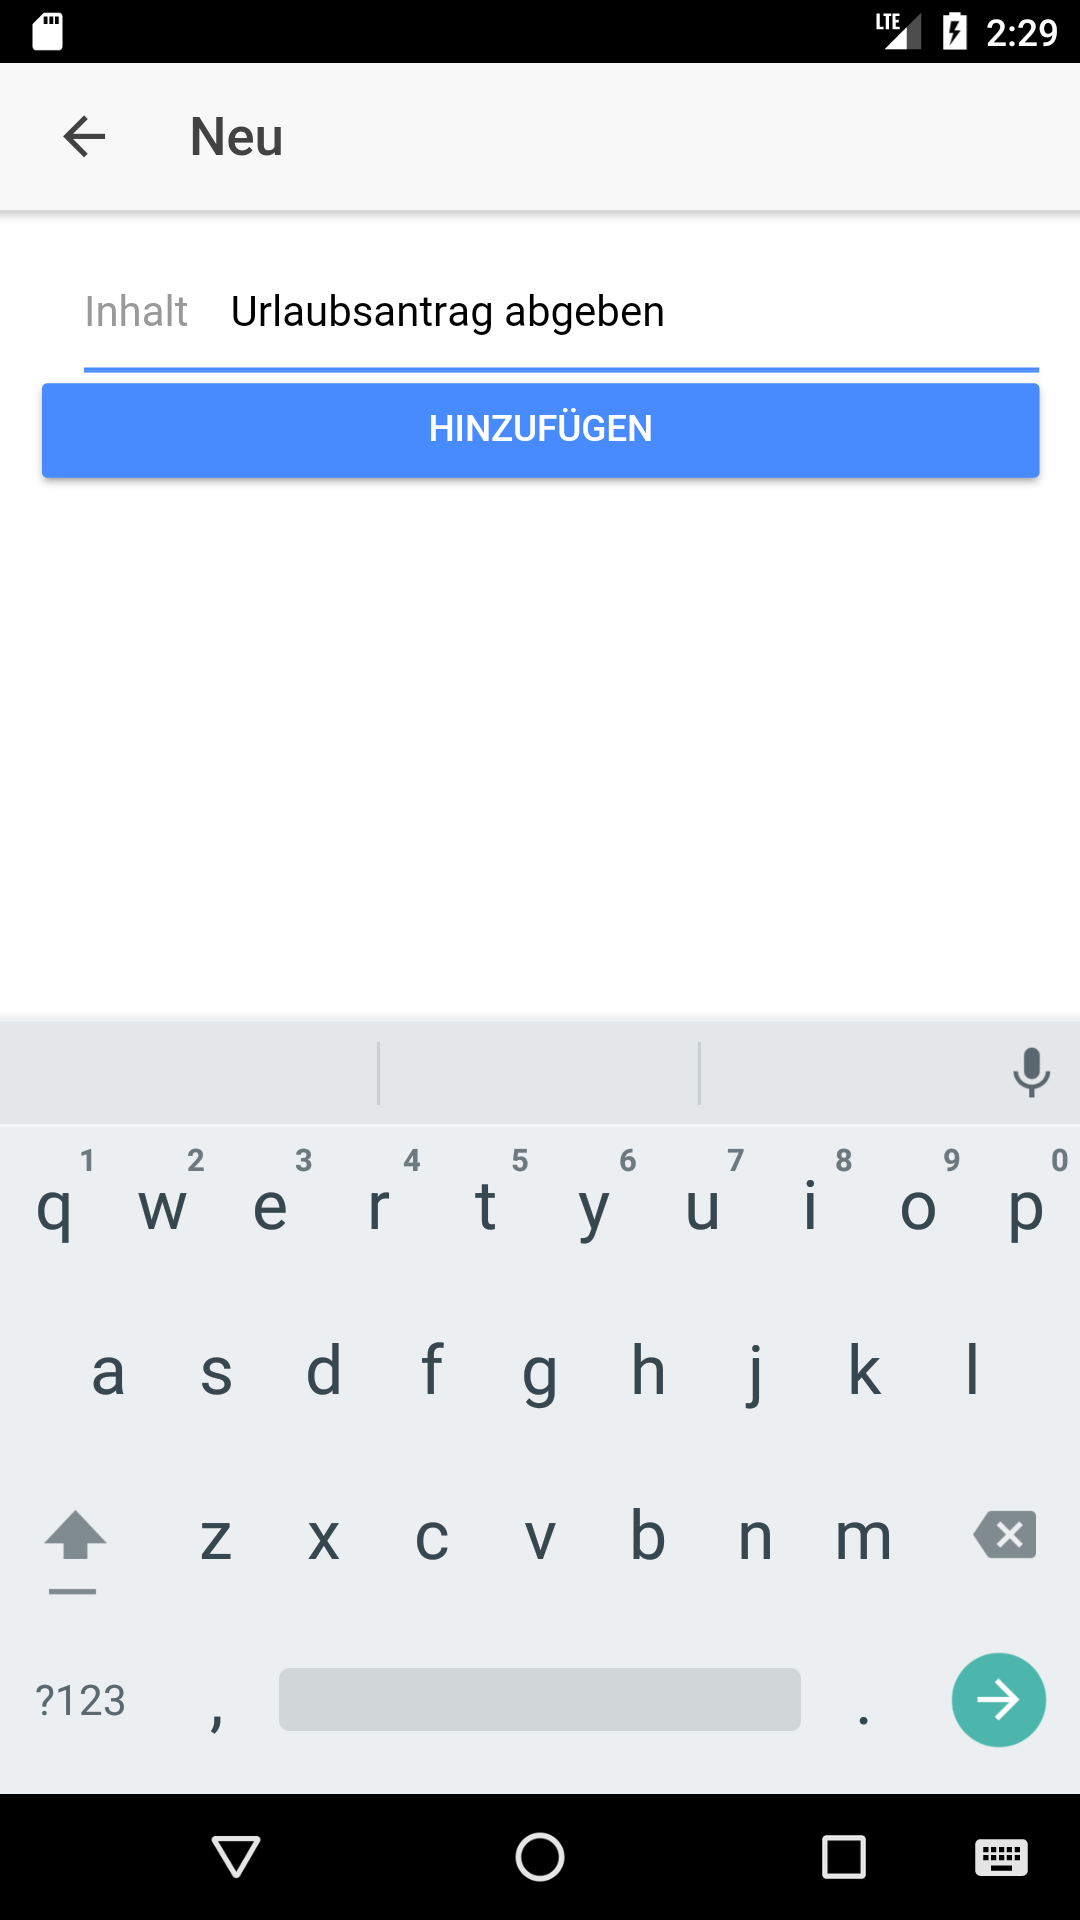 LTE 2:29
Neu
Inhalt Urlaubsantrag abgeben
HINZUFÜGEN
1 2 3 4 5 6 7 8 9 0
q w e r t y u i o p
a s d f g h j k l
z x c v b n m
?123 , .